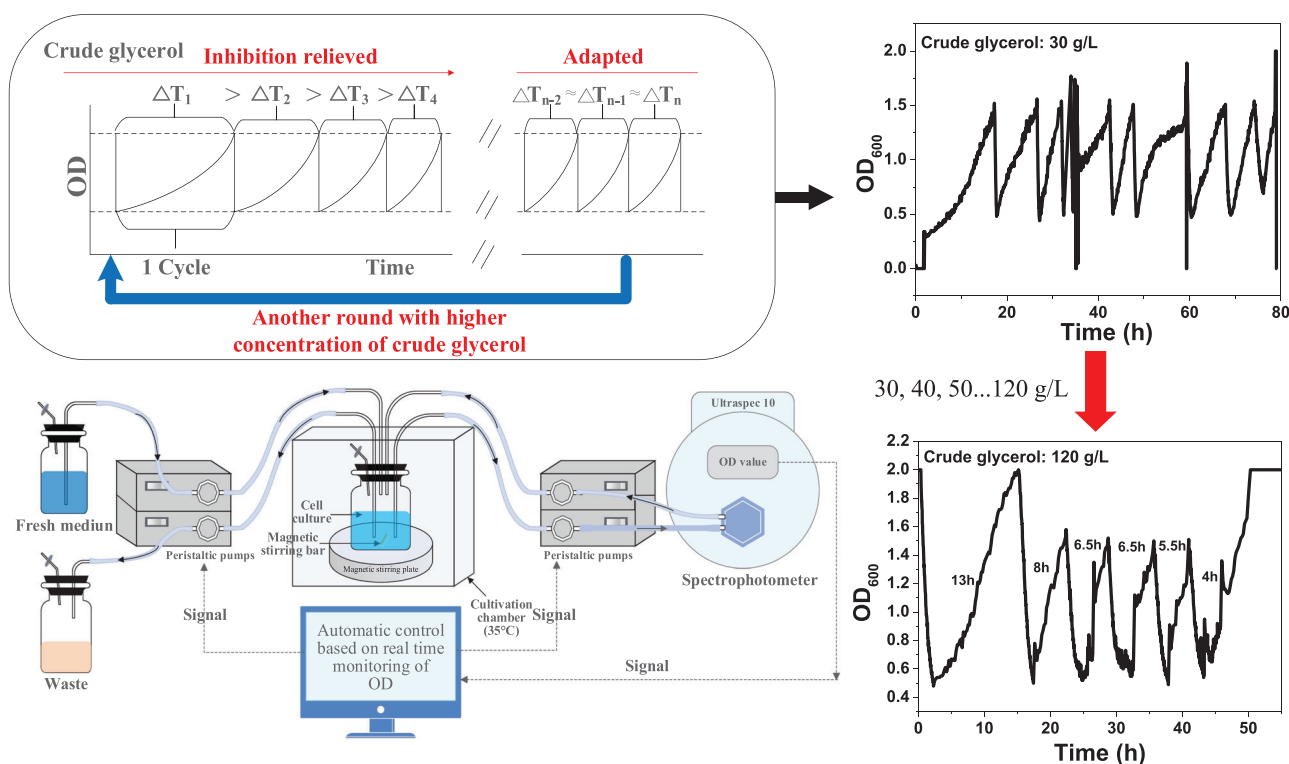 Crude glycerol
Inhibition relieved
Adapted
△T1 > △T2 > △T3 > △T4
△Tn-2 ≈ △Tn-1 ≈ △Tn
OD
1 Cycle
Time
Another round with higher
concentration of crude glycerol
Crude glycerol: 30 g/L
2.0
1.5
1.0
0.5
0.0
OD600
0 20 40 60 80
Time (h)
30, 40, 50...120 g/L
Crude glycerol: 120 g/L
2.2
2.0
1.8
1.6
1.4
1.2
1.0
0.8
0.6
0.4
OD600
13h
8h
6.5h
6.5h
5.5h
4h
0 10 20 30 40 50
Time (h)
Fresh mediun
Waste
Peristaltic pumps
Cell
culture
Magnetic
stirring bar
Magnetic stirring plate
Cultivation
chamber
(35°C)
Peristaltic pumps
Ultraspec 10
OD value
Spectrophotometer
Signal
Signal
Signal
Automatic control
based on real time
monitoring of
OD